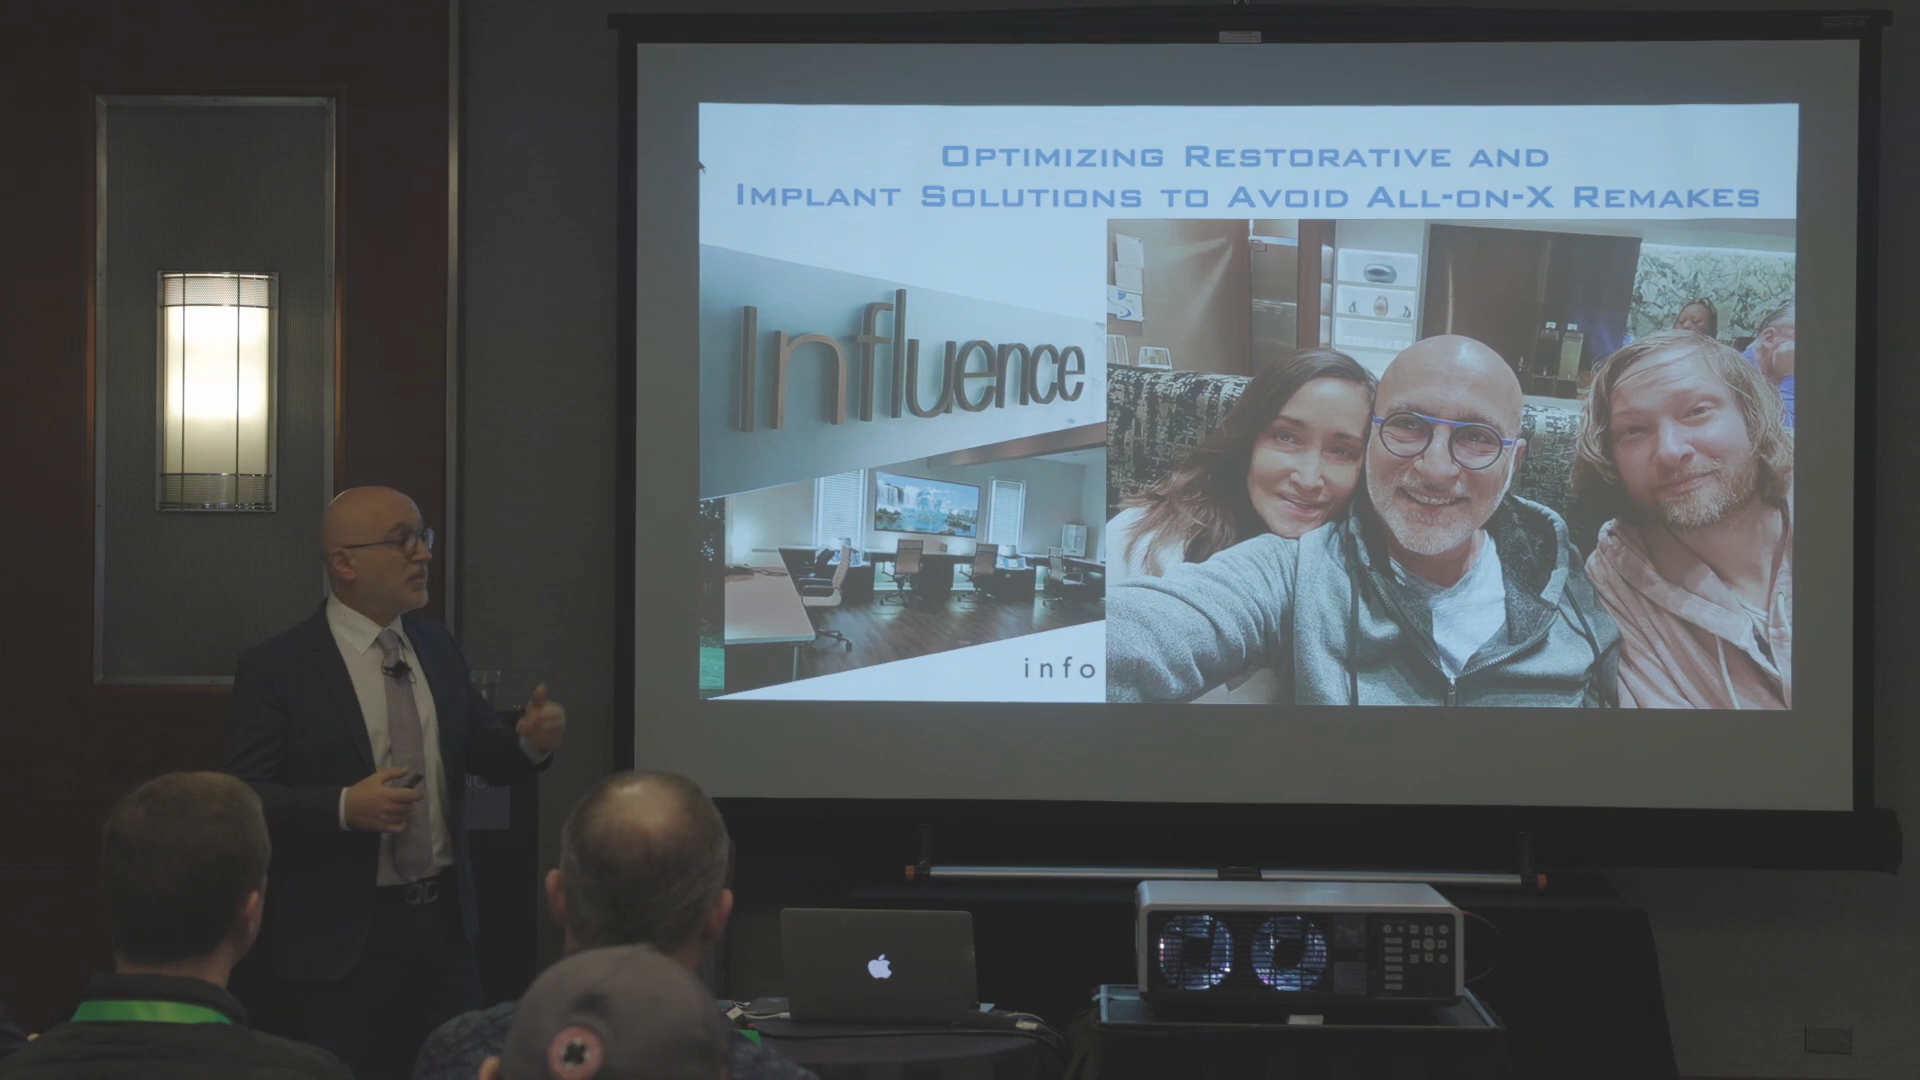 Optimizing Restorative and
Implant Solutions to Avoid All-on-X Remakes
Influence
info